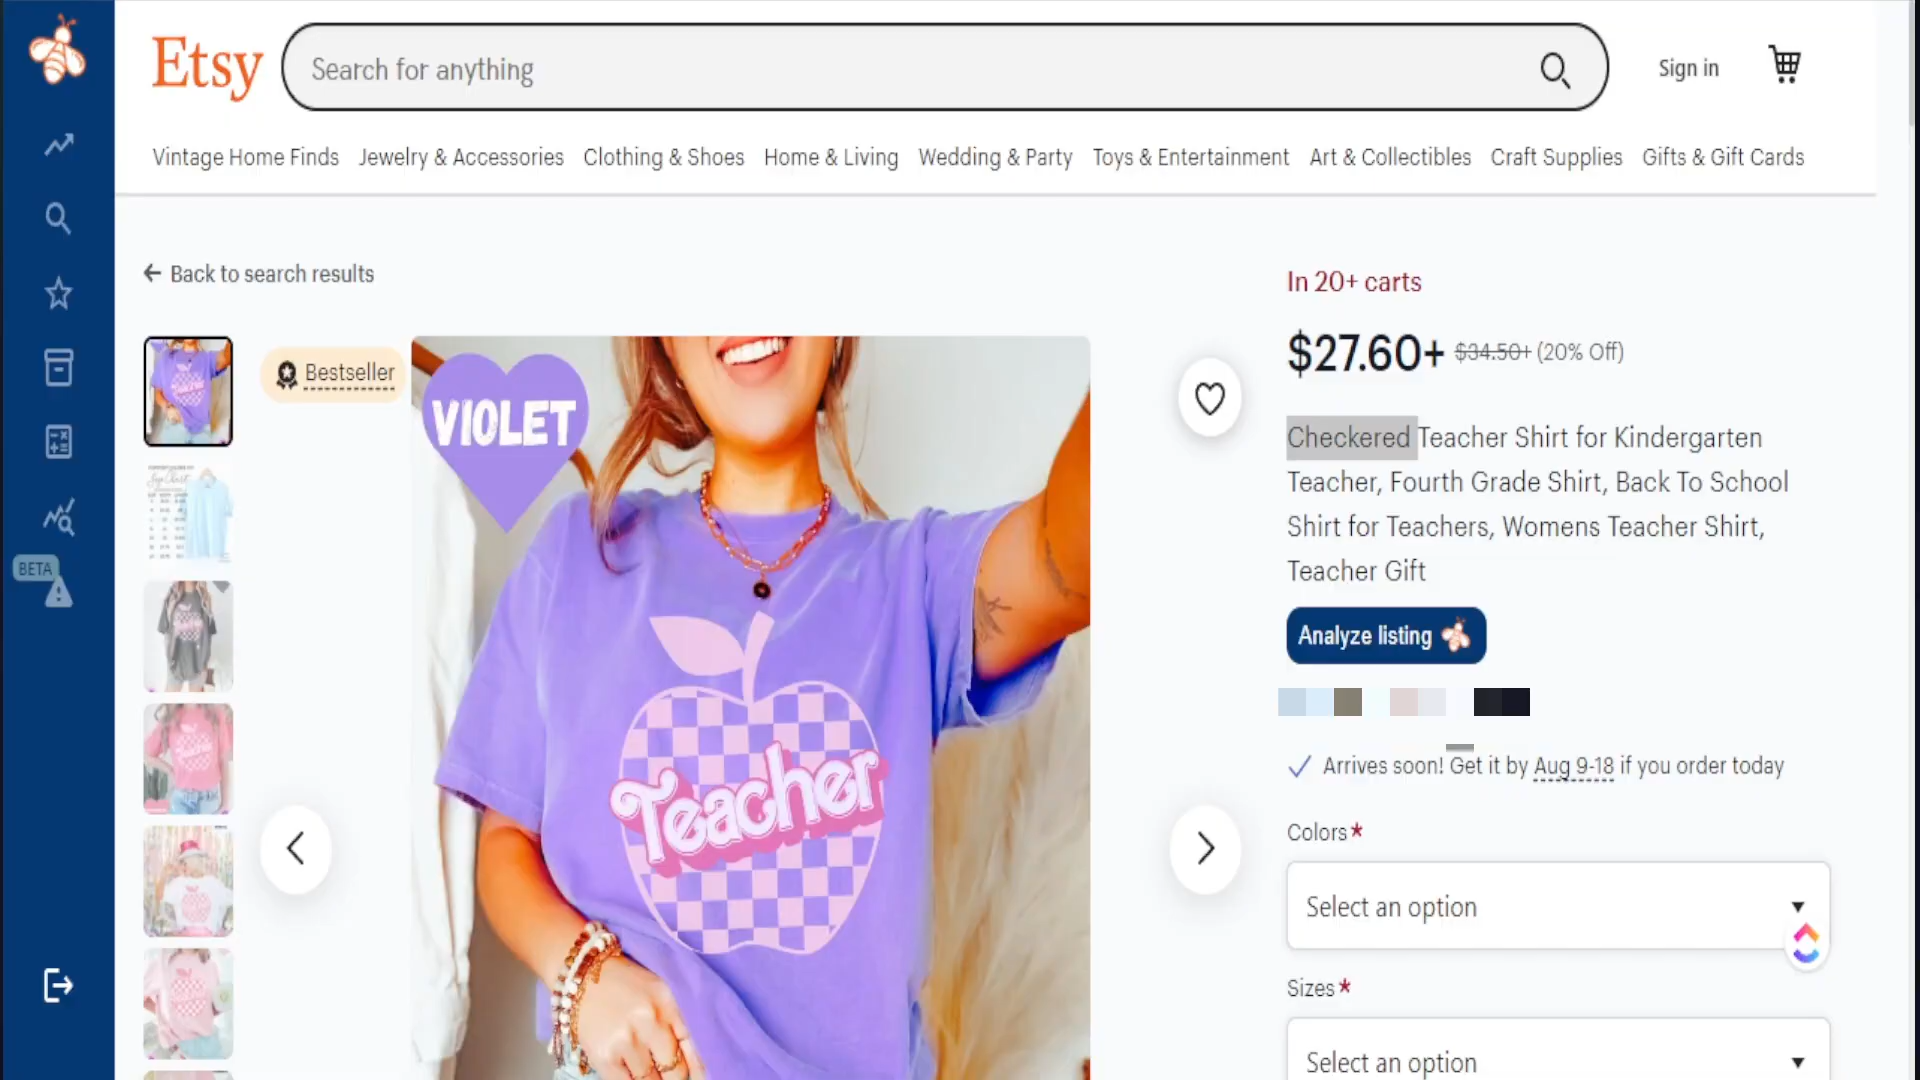 Etsy
Search for anything
Sign in
Vintage Home Finds Jewelry & Accessories Clothing & Shoes Home & Living Wedding & Party Toys & Entertainment Art & Collectibles Craft Supplies Gifts & Gift Cards
Back to search results
Bestseller
VIOLET
Teacher
In 20+ carts
$27.60+ $34.50+ (20% Off)
Checkered Teacher Shirt for Kindergarten
Teacher, Fourth Grade Shirt, Back To School
Shirt for Teachers, Womens Teacher Shirt,
Teacher Gift
Analyze listing
Arrives soon! Get it by Aug 9-18 if you order today
Colors*
Select an option
Sizes*
Select an option
BETA